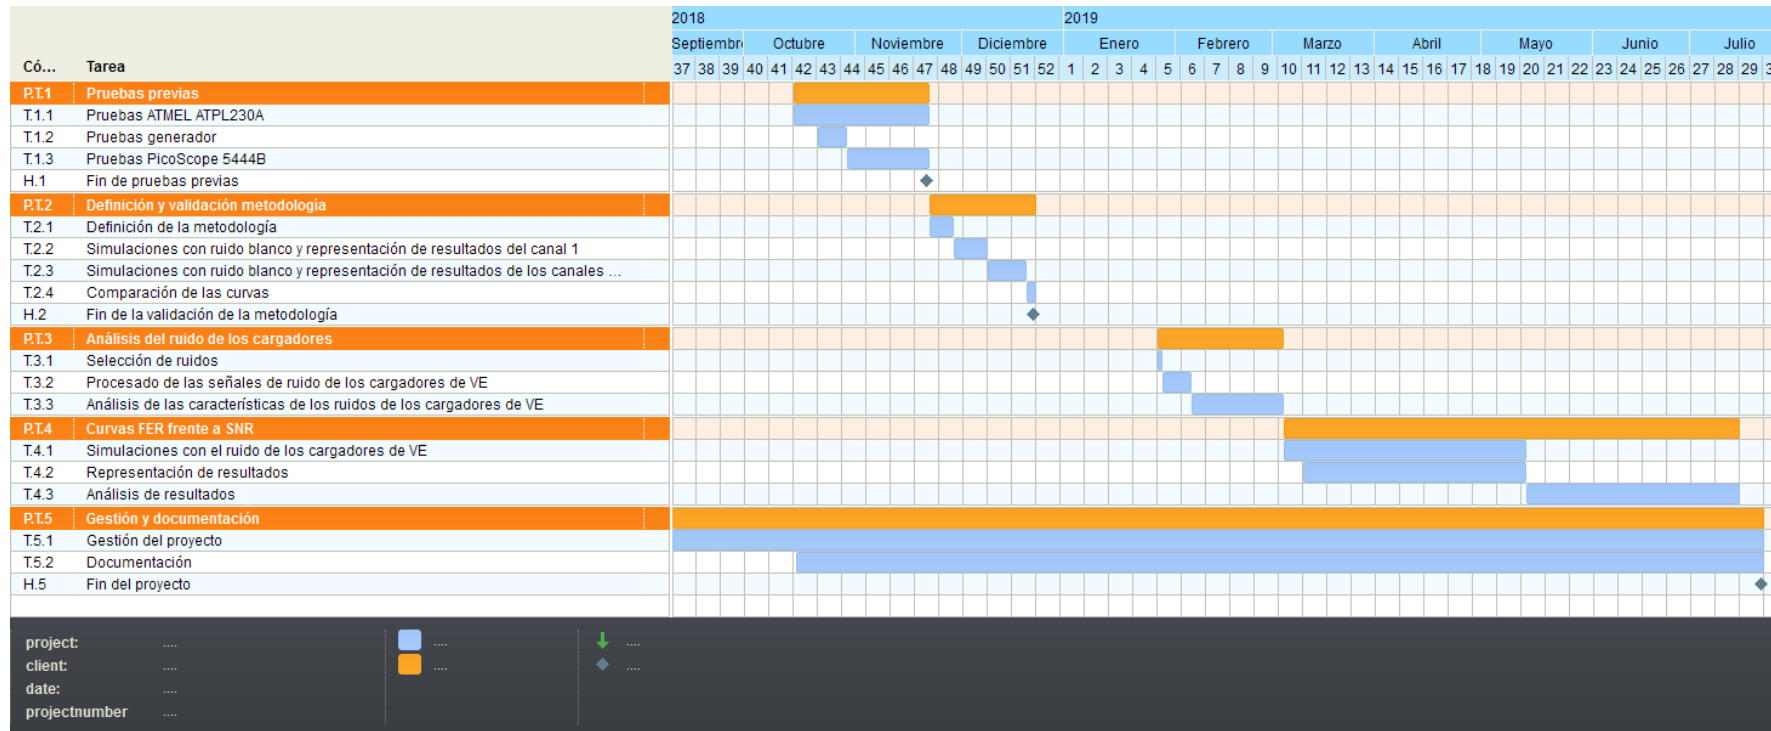 2018 2019
Septiembr Octubre Noviembre Diciembre Enero Febrero Marzo Abril Mayo Junio Julio
Có... Tarea 37 38 39 40 41 42 43 44 45 46 47 48 49 50 51 52 1 2 3 4 5 6 7 8 9 10 11 12 13 14 15 16 17 18 19 20 21 22 23 24 25 26 27 28 29 3
P.T.1 Pruebas previas
T.1.1 Pruebas ATMEL ATPL230A
T.1.2 Pruebas generador
T.1.3 Pruebas PicoScope 5444B
H.1 Fin de pruebas previas
P.T.2 Definición y validación metodología
T.2.1 Definición de la metodología
T.2.2 Simulaciones con ruido blanco y representación de resultados del canal 1
T.2.3 Simulaciones con ruido blanco y representación de resultados de los canales ...
T.2.4 Comparación de las curvas
H.2 Fin de la validación de la metodología
P.T.3 Análisis del ruido de los cargadores
T.3.1 Selección de ruidos
T.3.2 Procesado de las señales de ruido de los cargadores de VE
T.3.3 Análisis de las características de los ruidos de los cargadores de VE
P.T.4 Curvas FER frente a SNR
T.4.1 Simulaciones con el ruido de los cargadores de VE
T.4.2 Representación de resultados
T.4.3 Análisis de resultados
P.T.5 Gestión y documentación
T.5.1 Gestión del proyecto
T.5.2 Documentación
H.5 Fin del proyecto
project: .... .... ....
client: .... .... ....
date: ....
projectnumber ....